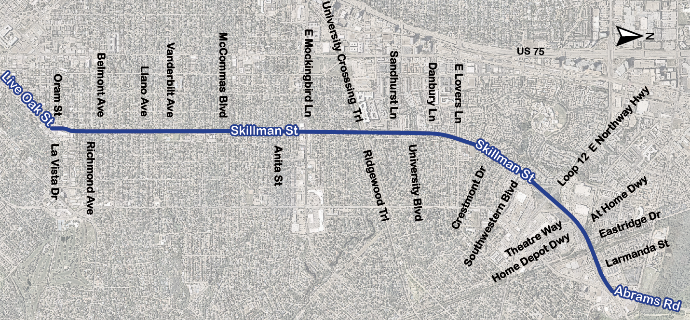 Live Oak St.
Oram St.
La Vista Dr
Belmont Ave
Richmond Ave
Llano Ave
Vanderbilt Ave
McCommas Blvd
Skillman St
Anita St
E Mockingbird Ln
University Crosssing Trl
Ridgewood Trl
Sandhurst Ln
University Blvd
Danbury Ln
E Lovers Ln
US 75
N
Skillman St.
Crestmont Dr
Southwestern Blvd
Loop 12 E Northway Hwy
Theatre Way
Home Depot Dwy
At Home Dwy
Eastridge Dr
Larmanda St
Abrams Rd